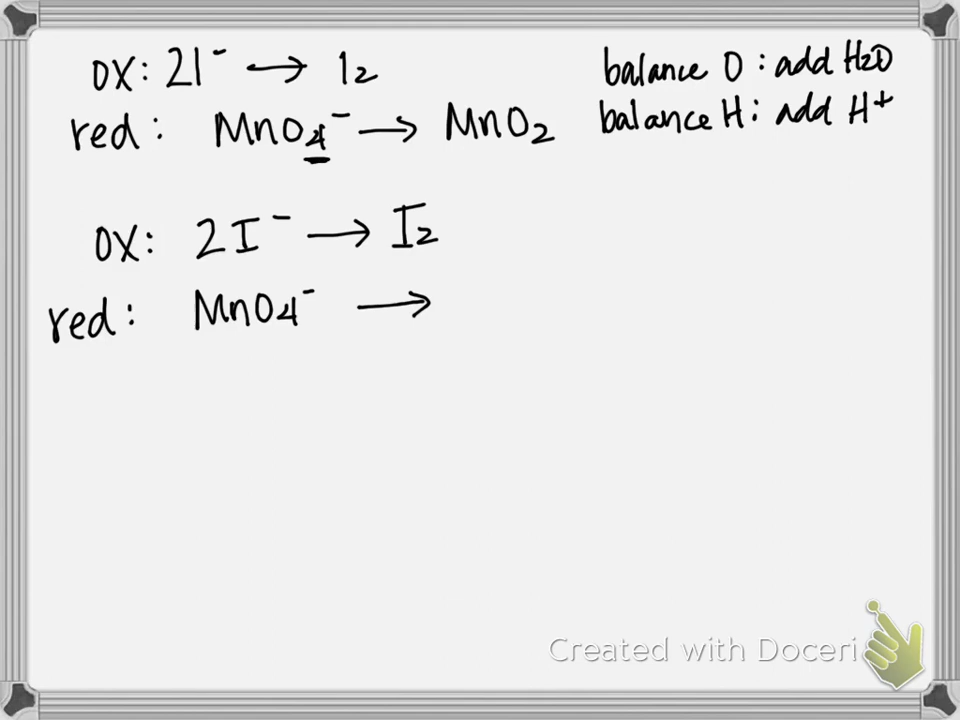 ox: 2I⁻ → I₂
balance O: add H₂O
red: MnO₄⁻ → MnO₂
balance H: add H⁺
ox: 2I⁻ → I₂
red: MnO₄⁻ →
Created with Doceri